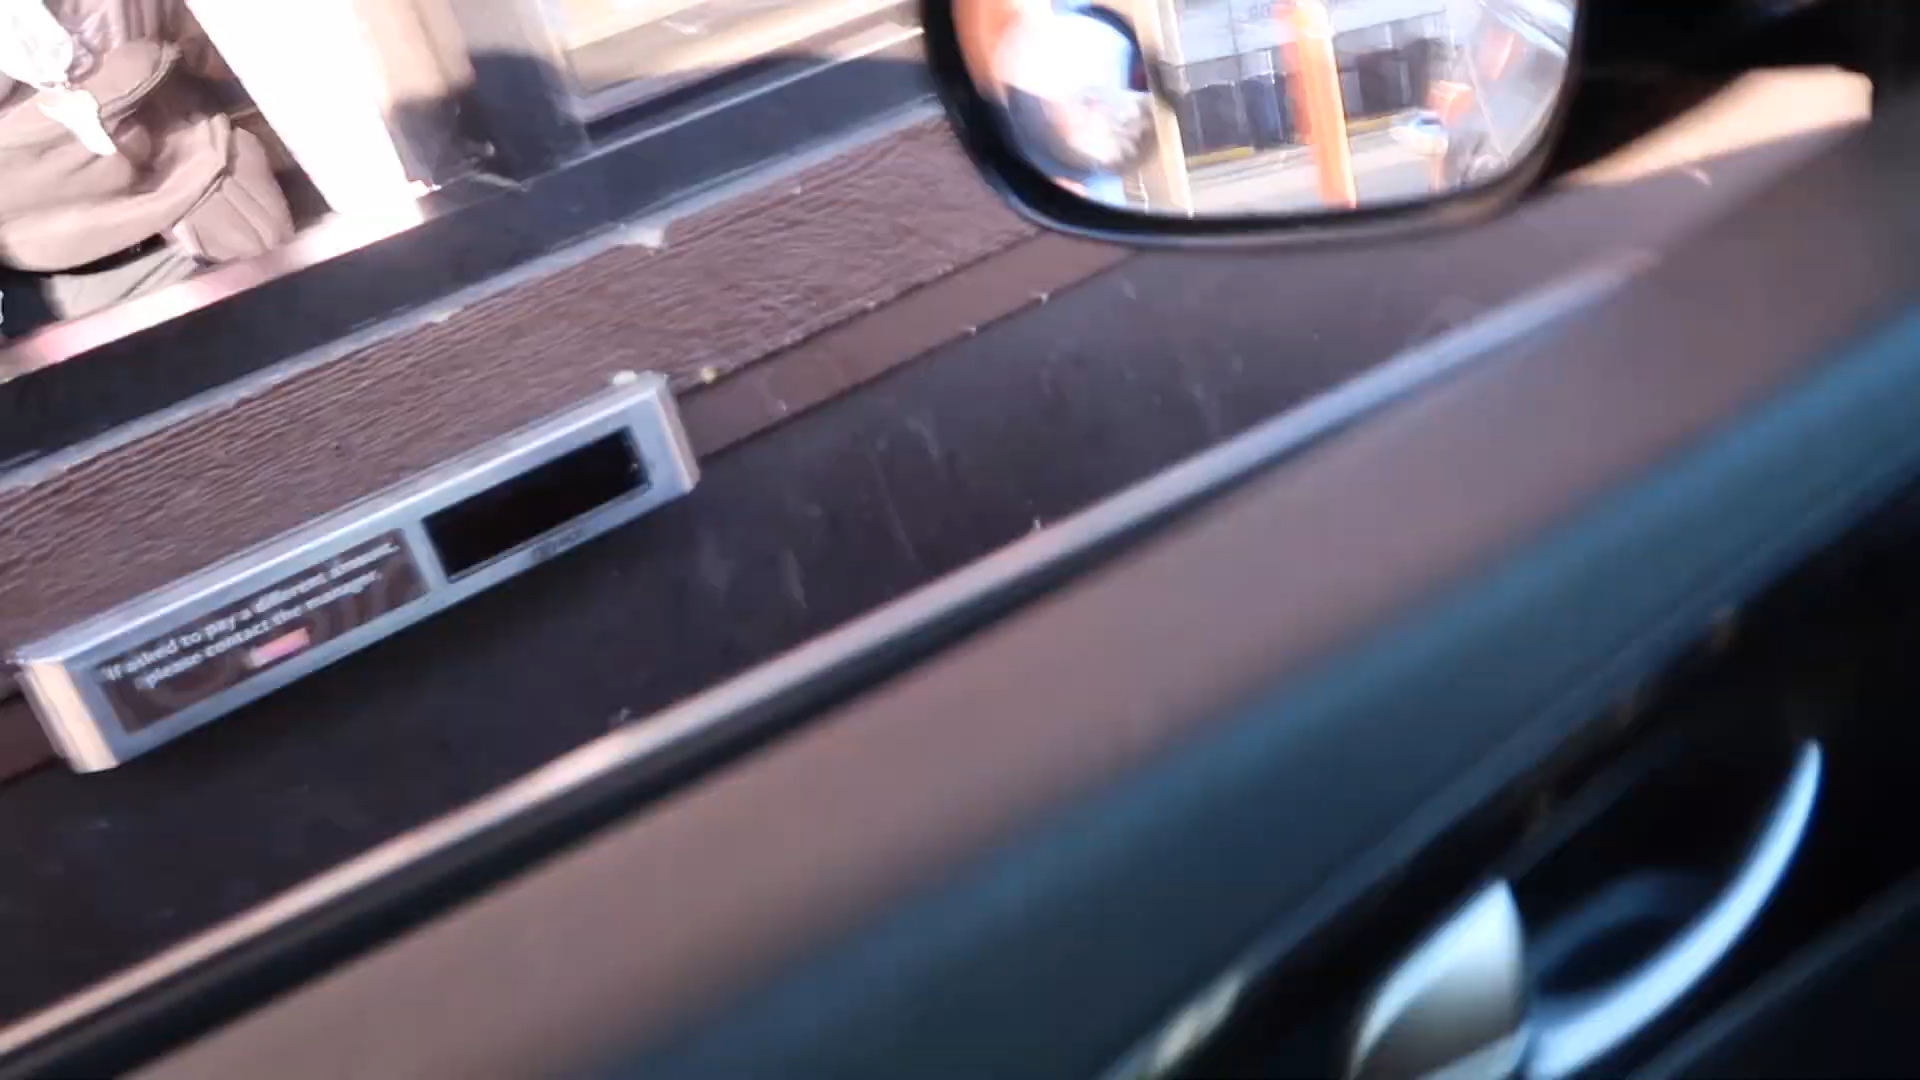 If asked to pay a different amount,
please contact the manager.